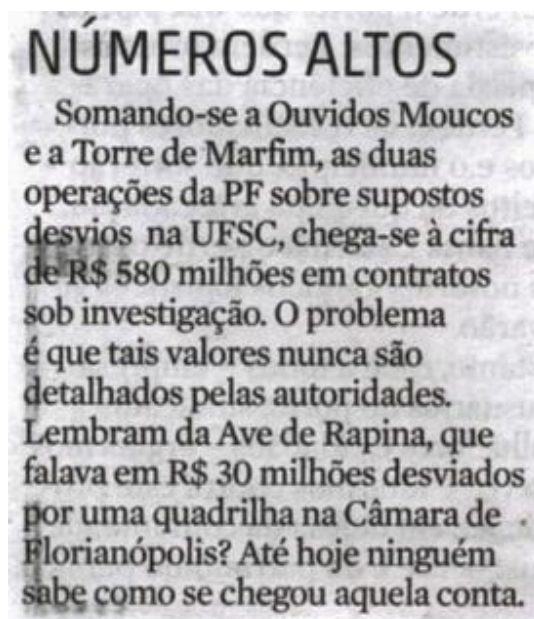 NÚMEROS ALTOS
Somando-se a Ouvidos Moucos
e a Torre de Marfim, as duas
operações da PF sobre supostos
desvios na UFSC, chega-se à cifra
de R$ 580 milhões em contratos
sob investigação. O problema
é que tais valores nunca são
detalhados pelas autoridades.
Lembram da Ave de Rapina, que
falava em R$ 30 milhões desviados
por uma quadrilha na Câmara de
Florianópolis? Até hoje ninguém
sabe como se chegou aquela conta.